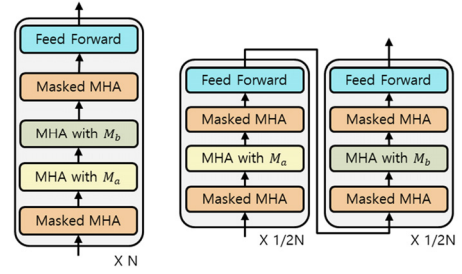 Feed Forward
Masked MHA
MHA with M_b
MHA with M_a
Masked MHA
X N
Feed Forward
Masked MHA
MHA with M_a
Masked MHA
X 1/2N
Feed Forward
Masked MHA
MHA with M_b
Masked MHA
X 1/2N